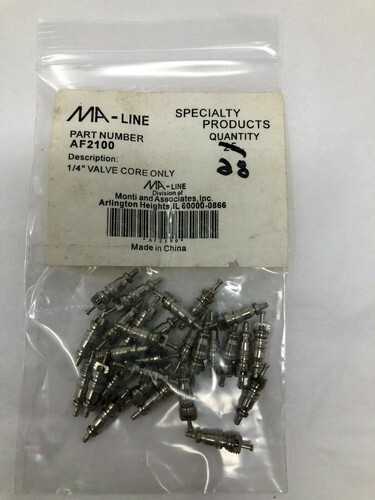 MA-LINE
SPECIALTY
PRODUCTS
PART NUMBER
AF2100
QUANTITY
28
Description:
1/4" VALVE CORE ONLY
MA-LINE
Division of
Monti and Associates, Inc.
Arlington Heights, IL 60000-0866
*AF2100*
Made in China